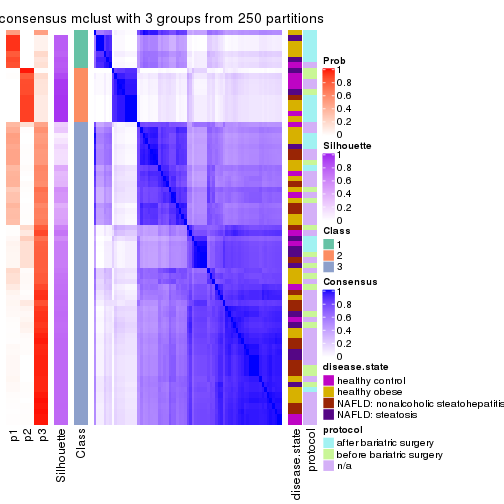 consensus mclust with 3 groups from 250 partitions
Prob
1
0.8
0.6
0.4
0.2
0
Silhouette
1
0.8
0.6
0.4
0.2
0
Class
1
2
3
Consensus
1
0.8
0.6
0.4
0.2
0
disease.state
healthy control
healthy obese
NAFLD: nonalcoholic steatohepatitis
NAFLD: steatosis
protocol
after bariatric surgery
before bariatric surgery
n/a
p1
p2
p3
Silhouette
Class
disease.state
protocol